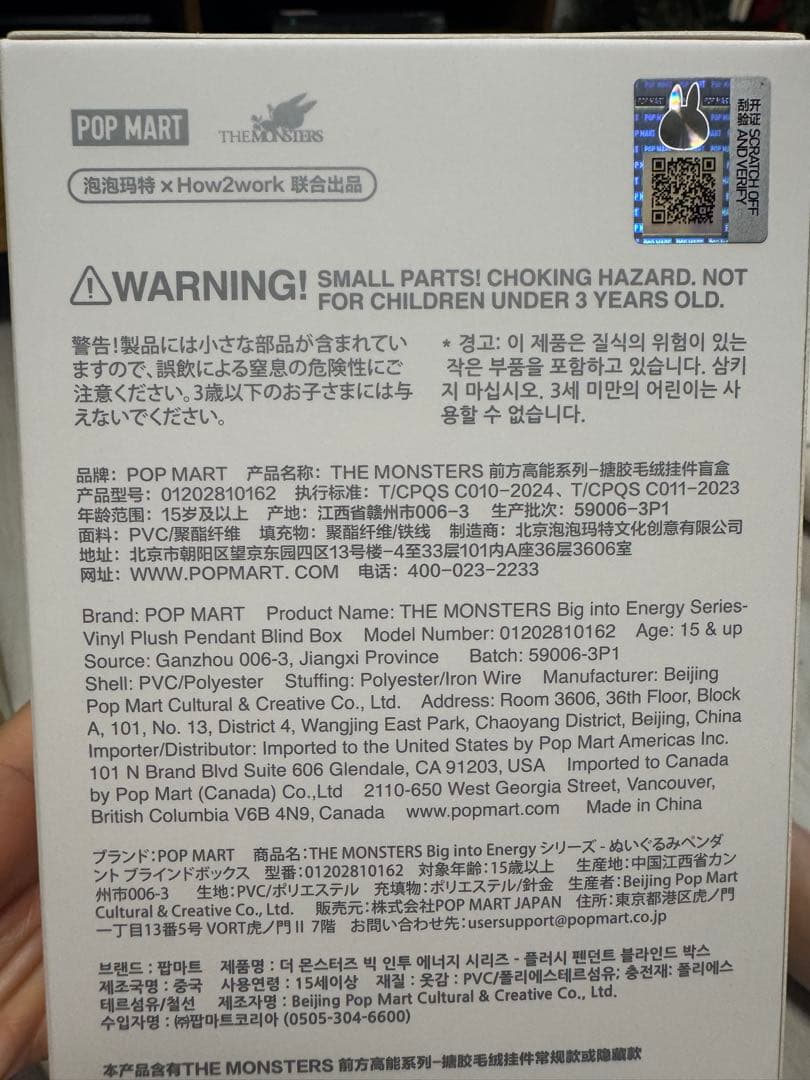 POP MART
THE MONSTERS
泡泡玛特 × How2work 联合出品
开证 SCRATCH OFF
刮验 AND VERIFY
WARNING! SMALL PARTS! CHOKING HAZARD. NOT
FOR CHILDREN UNDER 3 YEARS OLD.
警告!製品には小さな部品が含まれてい
ますので、誤飲による窒息の危険性にご
注意ください。3歳以下のお子さまには与
えないでください。
* 경고: 이 제품은 질식의 위험이 있는
작은 부품을 포함하고 있습니다. 삼키
지 마십시오. 3세 미만의 어린이는 사
용할 수 없습니다.
品牌：POP MART 产品名称：THE MONSTERS 前方高能系列-搪胶毛绒挂件盲盒
产品型号：01202810162 执行标准：T/CPQS C010-2024、T/CPQS C011-2023
年龄范围：15岁及以上 产地：江西省赣州市006-3 生产批次：59006-3P1
面料：PVC/聚酯纤维 填充物：聚酯纤维/铁线 制造商：北京泡泡玛特文化创意有限公司
地址：北京市朝阳区望京东园四区13号楼-4至33层101内A座36层3606室
网址：WWW.POPMART.COM 电话：400-023-2233
Brand: POP MART Product Name: THE MONSTERS Big into Energy Series-
Vinyl Plush Pendant Blind Box Model Number: 01202810162 Age: 15 & up
Source: Ganzhou 006-3, Jiangxi Province Batch: 59006-3P1
Shell: PVC/Polyester Stuffing: Polyester/Iron Wire Manufacturer: Beijing
Pop Mart Cultural & Creative Co., Ltd. Address: Room 3606, 36th Floor, Block
A, 101, No. 13, District 4, Wangjing East Park, Chaoyang District, Beijing, China
Importer/Distributor: Imported to the United States by Pop Mart Americas Inc.
101 N Brand Blvd Suite 606 Glendale, CA 91203, USA Imported to Canada
by Pop Mart (Canada) Co.,Ltd 2110-650 West Georgia Street, Vancouver,
British Columbia V6B 4N9, Canada www.popmart.com Made in China
ブランド：POP MART 商品名：THE MONSTERS Big into Energy シリーズ - ぬいぐるみペンダ
ント ブラインドボックス 型番：01202810162 対象年齢：15歳以上 生産地：中国江西省カン
州市006-3 生地：PVC/ポリエステル 充填物：ポリエステル/針金 生産者：Beijing Pop Mart
Cultural & Creative Co., Ltd. 販売元：株式会社POP MART JAPAN 住所：東京都港区虎ノ門
一丁目13番5号 VORT虎ノ門 II 7階 お問い合わせ先：usersupport@popmart.co.jp
브랜드 : 팝마트 제품명 : 더 몬스터즈 빅 인투 에너지 시리즈 - 플러시 펜던트 블라인드 박스
제조국명 : 중국 사용연령 : 15세이상 재질 : 옷감 : PVC/폴리에스테르섬유; 충전재: 폴리에스
테르섬유/철선 제조자명 : Beijing Pop Mart Cultural & Creative Co., Ltd.
수입자명 : ㈜팝마트코리아 (0505-304-6600)
本产品含有THE MONSTERS 前方高能系列-搪胶毛绒挂件常规款或隐藏款